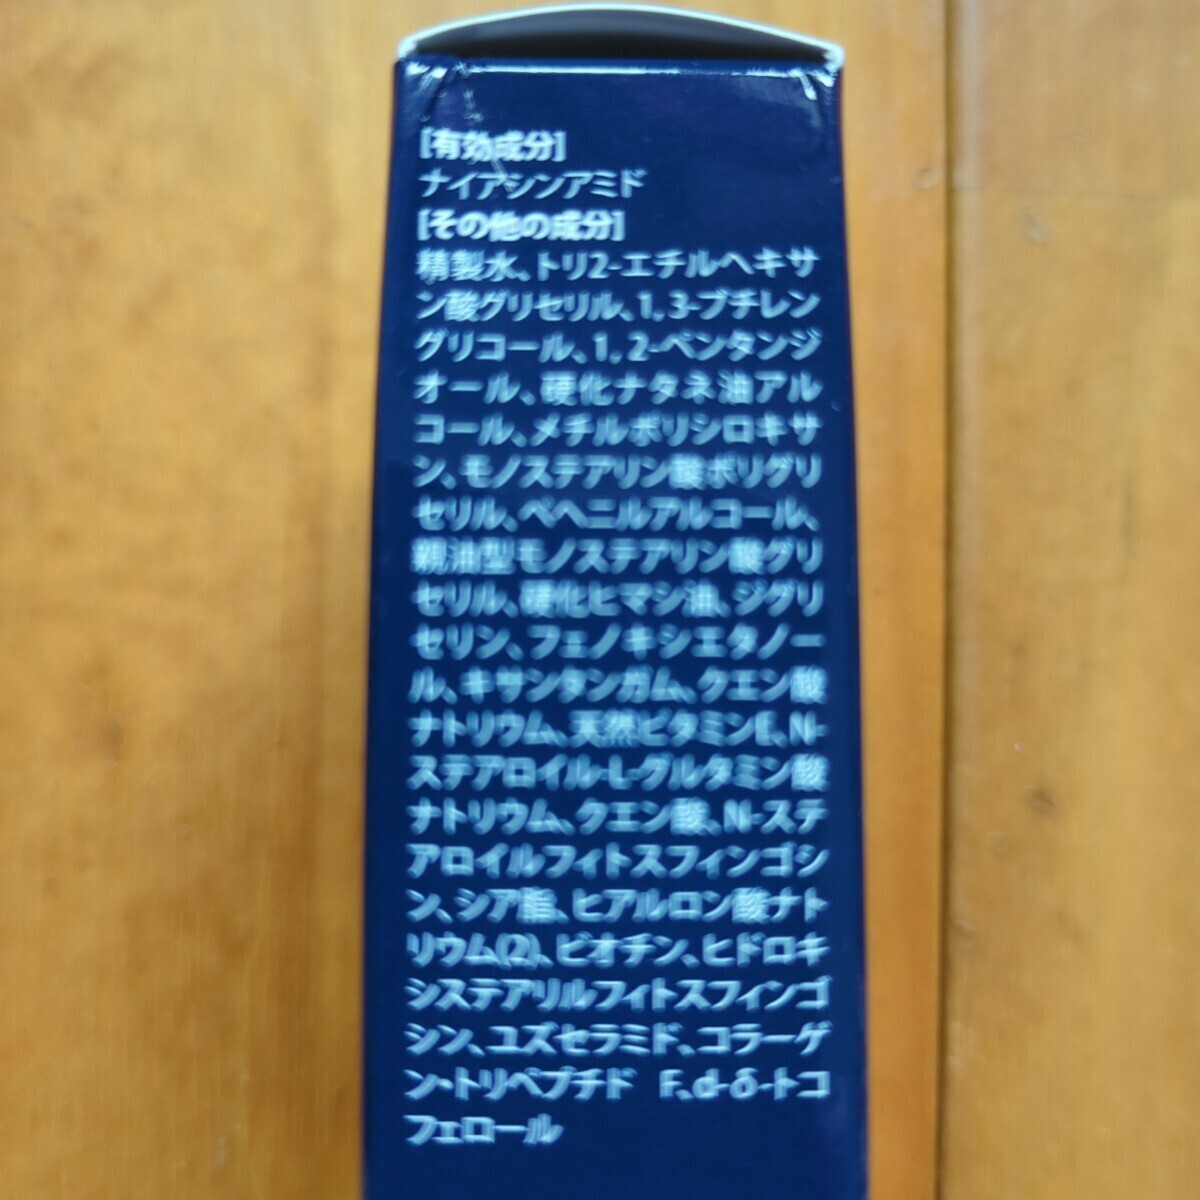 [有効成分]
ナイアシンアミド
[その他の成分]
精製水、トリ2-エチルヘキサ
ン酸グリセリル、1,3-ブチレン
グリコール、1,2-ペンタンジ
オール、硬化ナタネ油アル
コール、メチルポリシロキサ
ン、モノステアリン酸ポリグリ
セリル、ベヘニルアルコール、
親油型モノステアリン酸グリ
セリル、硬化ヒマシ油、ジグリ
セリン、フェノキシエタノー
ル、キサンタンガム、クエン酸
ナトリウム、天然ビタミンE、N-
ステアロイル-L-グルタミン酸
ナトリウム、クエン酸、N-ステ
アロイルフィトスフィンゴシ
ン、シア脂、ヒアルロン酸ナト
リウム(2)、ビオチン、ヒドロキ
システアリルフィトスフィンゴ
シン、ユズセラミド、コラーゲ
ン・トリペプチド F、d-δ-トコ
フェロール